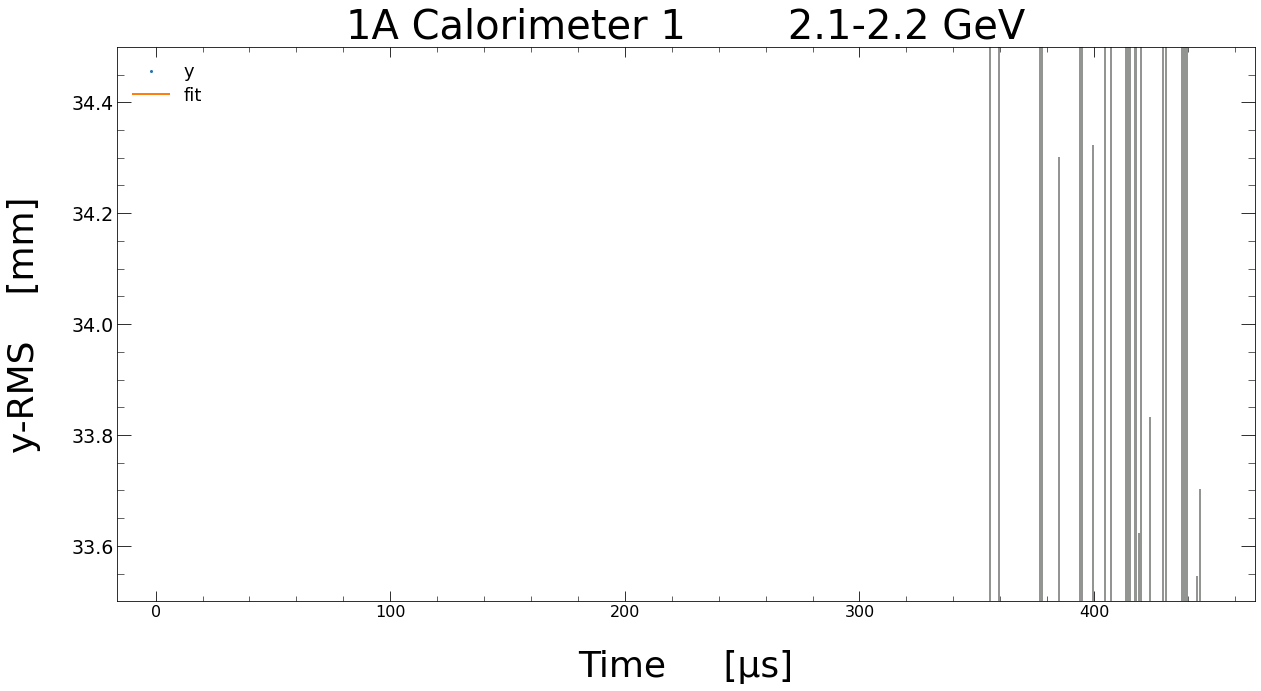 1A Calorimeter 1 2.1-2.2 GeV
y
fit
34.4
34.2
34.0
33.8
33.6
y-RMS [mm]
0 100 200 300 400
Time [µs]